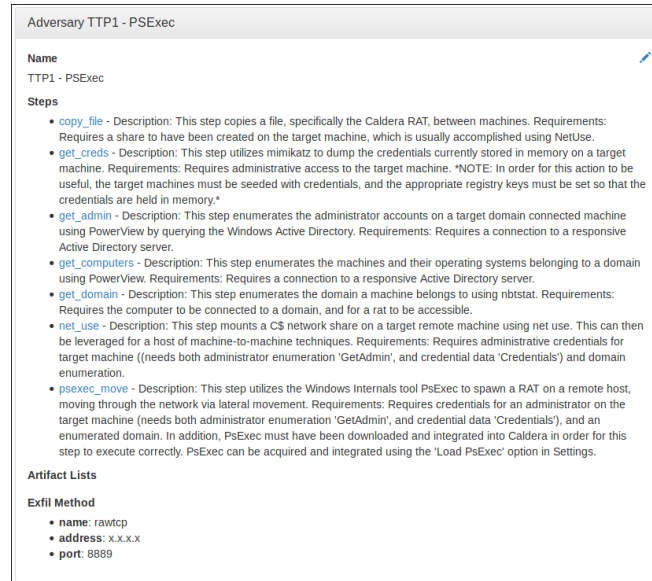 Adversary TTP1 - PSExec
Name
TTP1 - PSExec
Steps
copy_file - Description: This step copies a file, specifically the Caldera RAT, between machines. Requirements:
Requires a share to have been created on the target machine, which is usually accomplished using NetUse.
get_creds - Description: This step utilizes mimikatz to dump the credentials currently stored in memory on a target
machine. Requirements: Requires administrative access to the target machine. *NOTE: In order for this action to be
useful, the target machines must be seeded with credentials, and the appropriate registry keys must be set so that the
credentials are held in memory.*
get_admin - Description: This step enumerates the administrator accounts on a target domain connected machine
using PowerView by querying the Windows Active Directory. Requirements: Requires a connection to a responsive
Active Directory server.
get_computers - Description: This step enumerates the machines and their operating systems belonging to a domain
using PowerView. Requirements: Requires a connection to a responsive Active Directory server.
get_domain - Description: This step enumerates the domain a machine belongs to using nbtstat. Requirements:
Requires the computer to be connected to a domain, and for a rat to be accessible.
net_use - Description: This step mounts a C$ network share on a target remote machine using net use. This can then
be leveraged for a host of machine-to-machine techniques. Requirements: Requires administrative credentials for
target machine ((needs both administrator enumeration 'GetAdmin', and credential data 'Credentials') and domain
enumeration.
psexec_move - Description: This step utilizes the Windows Internals tool PsExec to spawn a RAT on a remote host,
moving through the network via lateral movement. Requirements: Requires credentials for an administrator on the
target machine (needs both administrator enumeration 'GetAdmin', and credential data 'Credentials'), and an
enumerated domain. In addition, PsExec must have been downloaded and integrated into Caldera in order for this
step to execute correctly. PsExec can be acquired and integrated using the 'Load PsExec' option in Settings.
Artifact Lists
Exfil Method
name: rawtcp
address: x.x.x.x
port: 8889